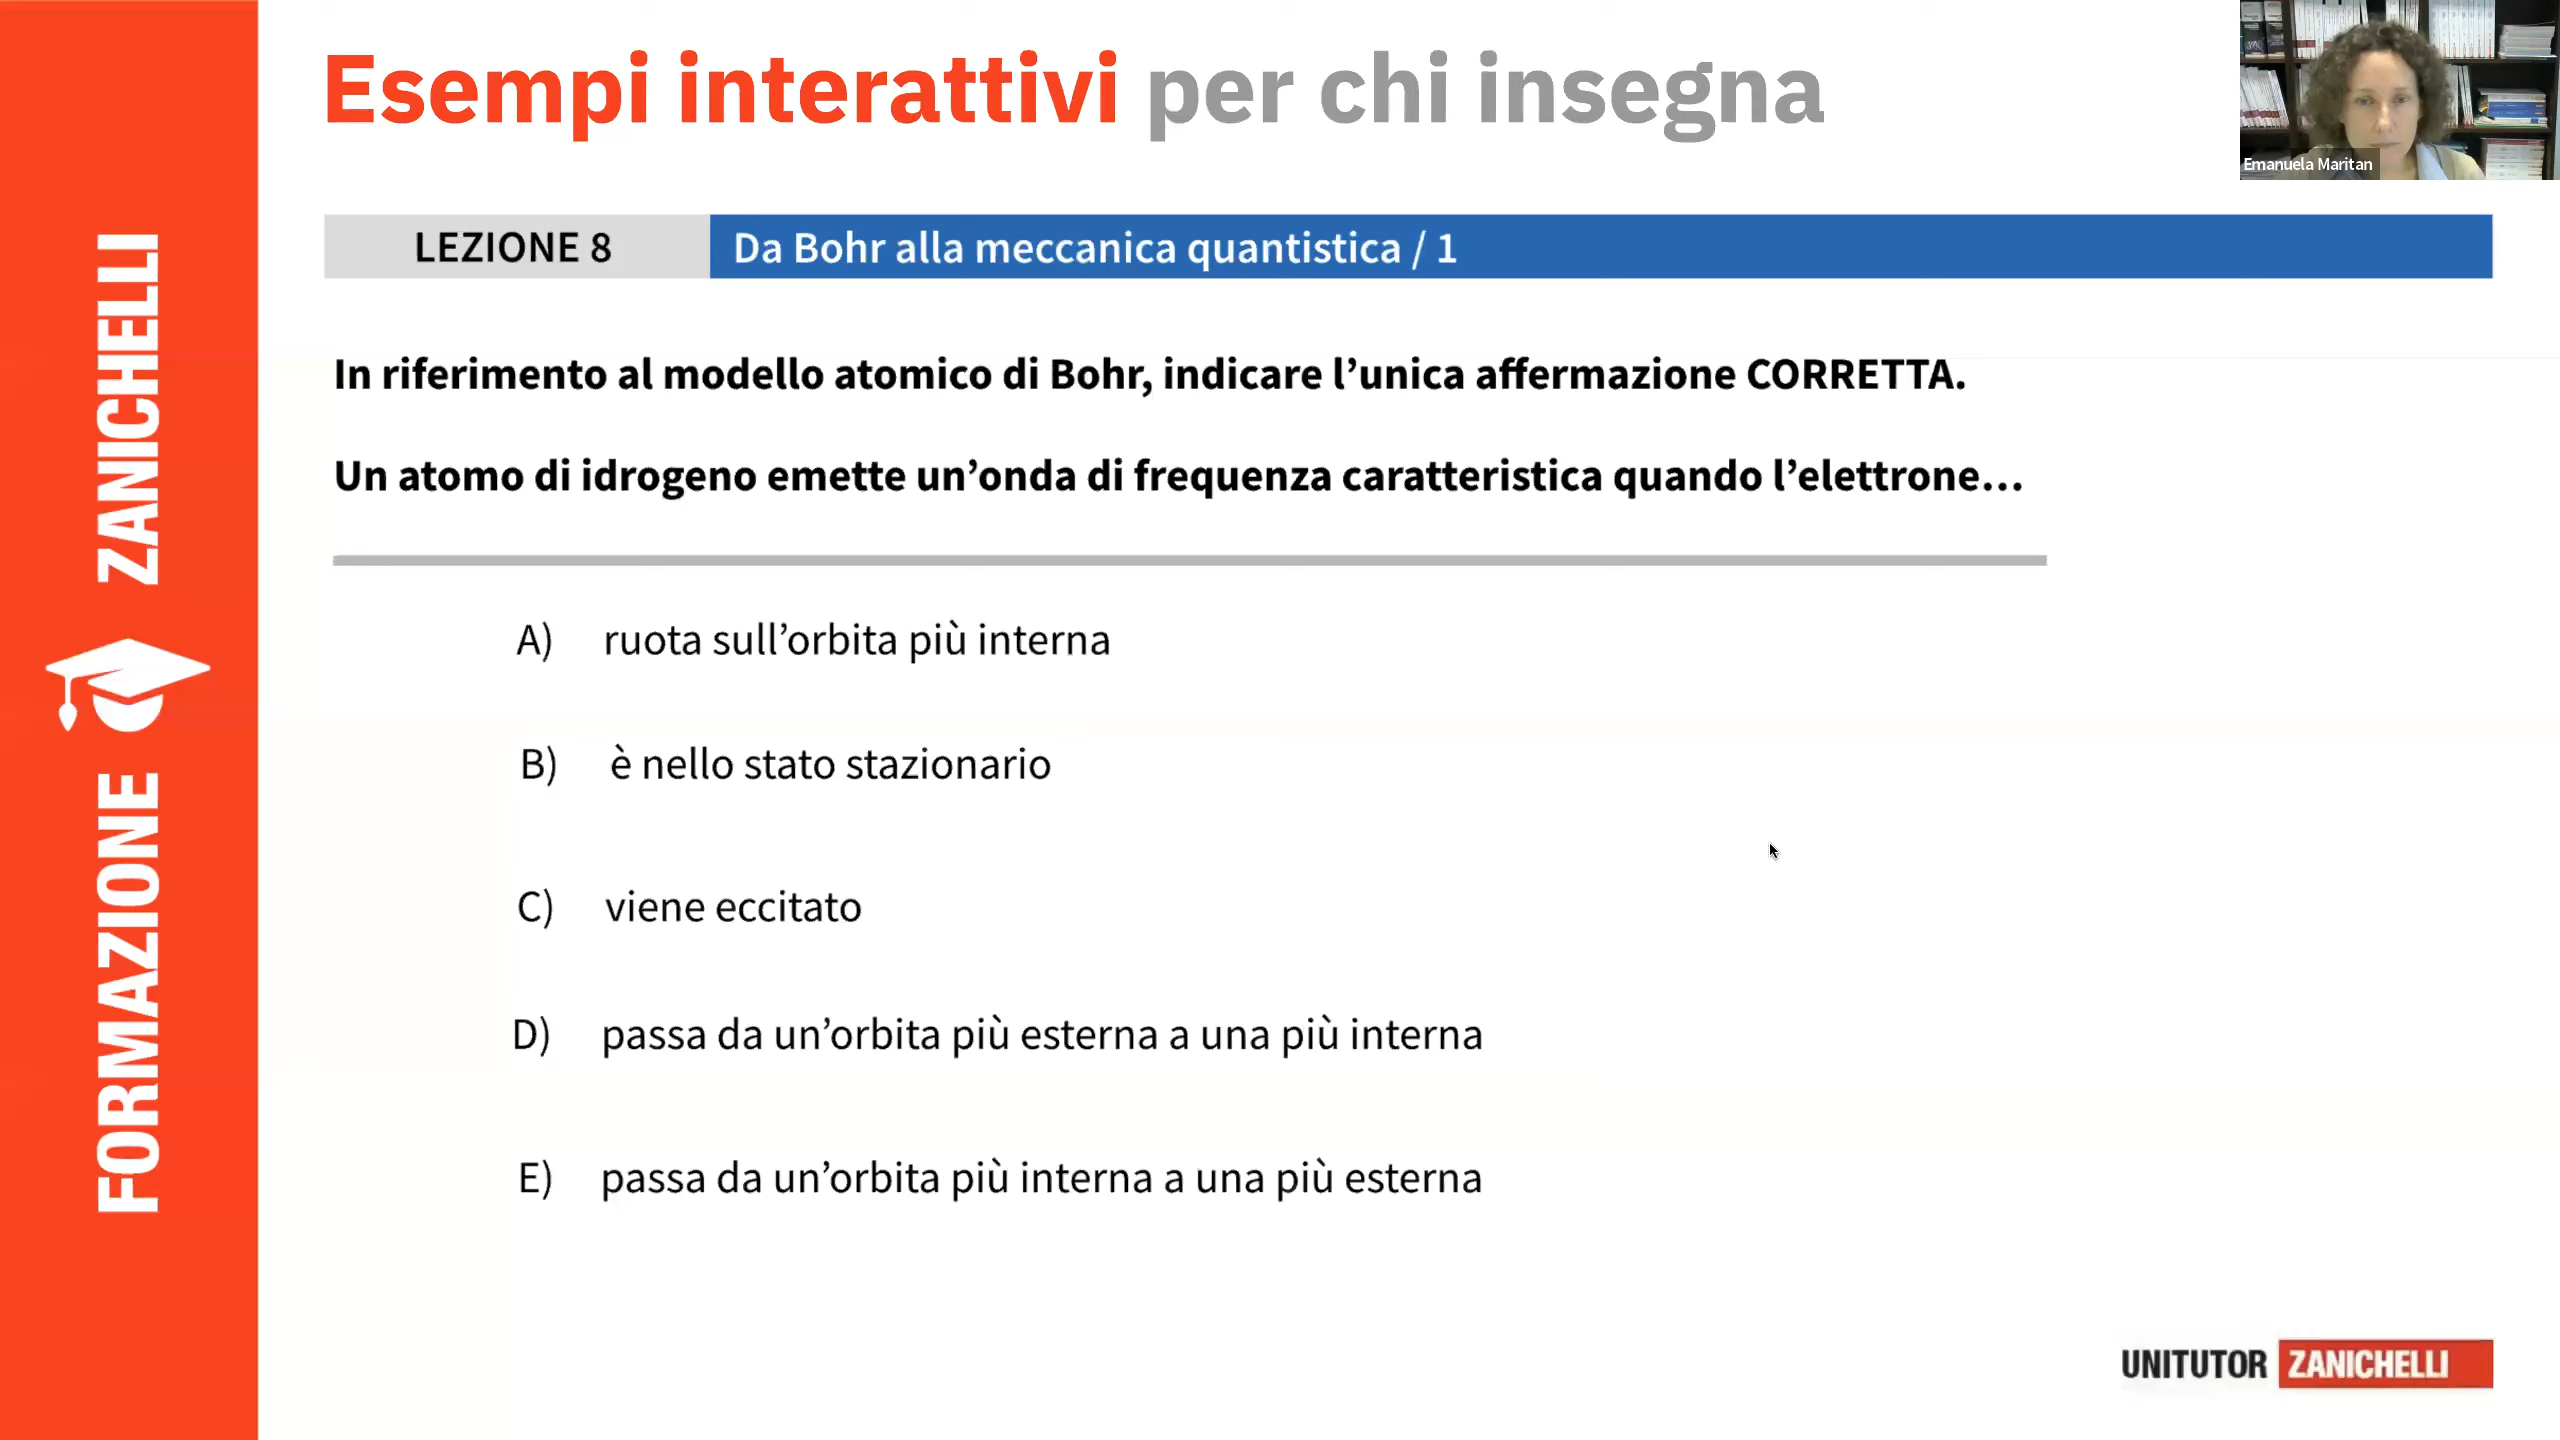 Esempi interattivi per chi insegna
Emanuela Maritan
LEZIONE 8 Da Bohr alla meccanica quantistica / 1
In riferimento al modello atomico di Bohr, indicare l’unica affermazione CORRETTA.
Un atomo di idrogeno emette un’onda di frequenza caratteristica quando l’elettrone…
A) ruota sull’orbita più interna
B) è nello stato stazionario
C) viene eccitato
D) passa da un’orbita più esterna a una più interna
E) passa da un’orbita più interna a una più esterna
FORMAZIONE ZANICHELLI
UNITUTOR ZANICHELLI